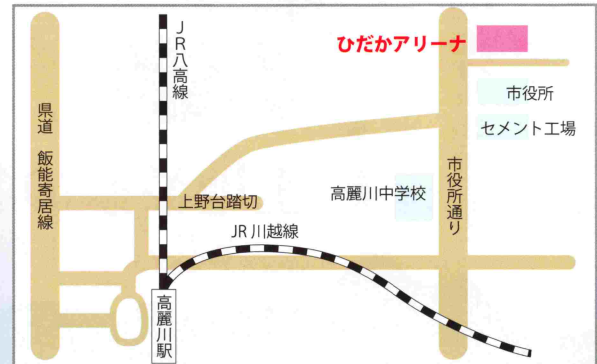 JR八高線
ひだかアリーナ
市役所
セメント工場
県道 飯能寄居線
上野台踏切
高麗川中学校
市役所通り
JR川越線
高麗川駅